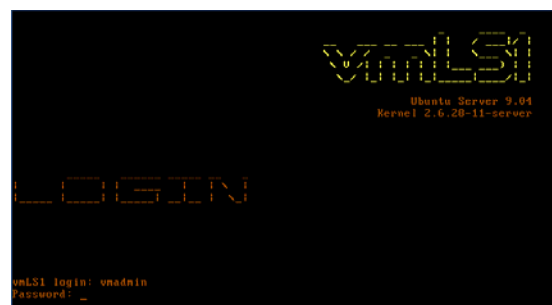 vmLS1
Ubuntu Server 9.04
Kernel 2.6.28-11-server
LOGIN
vmLS1 login: vmadmin
Password: _